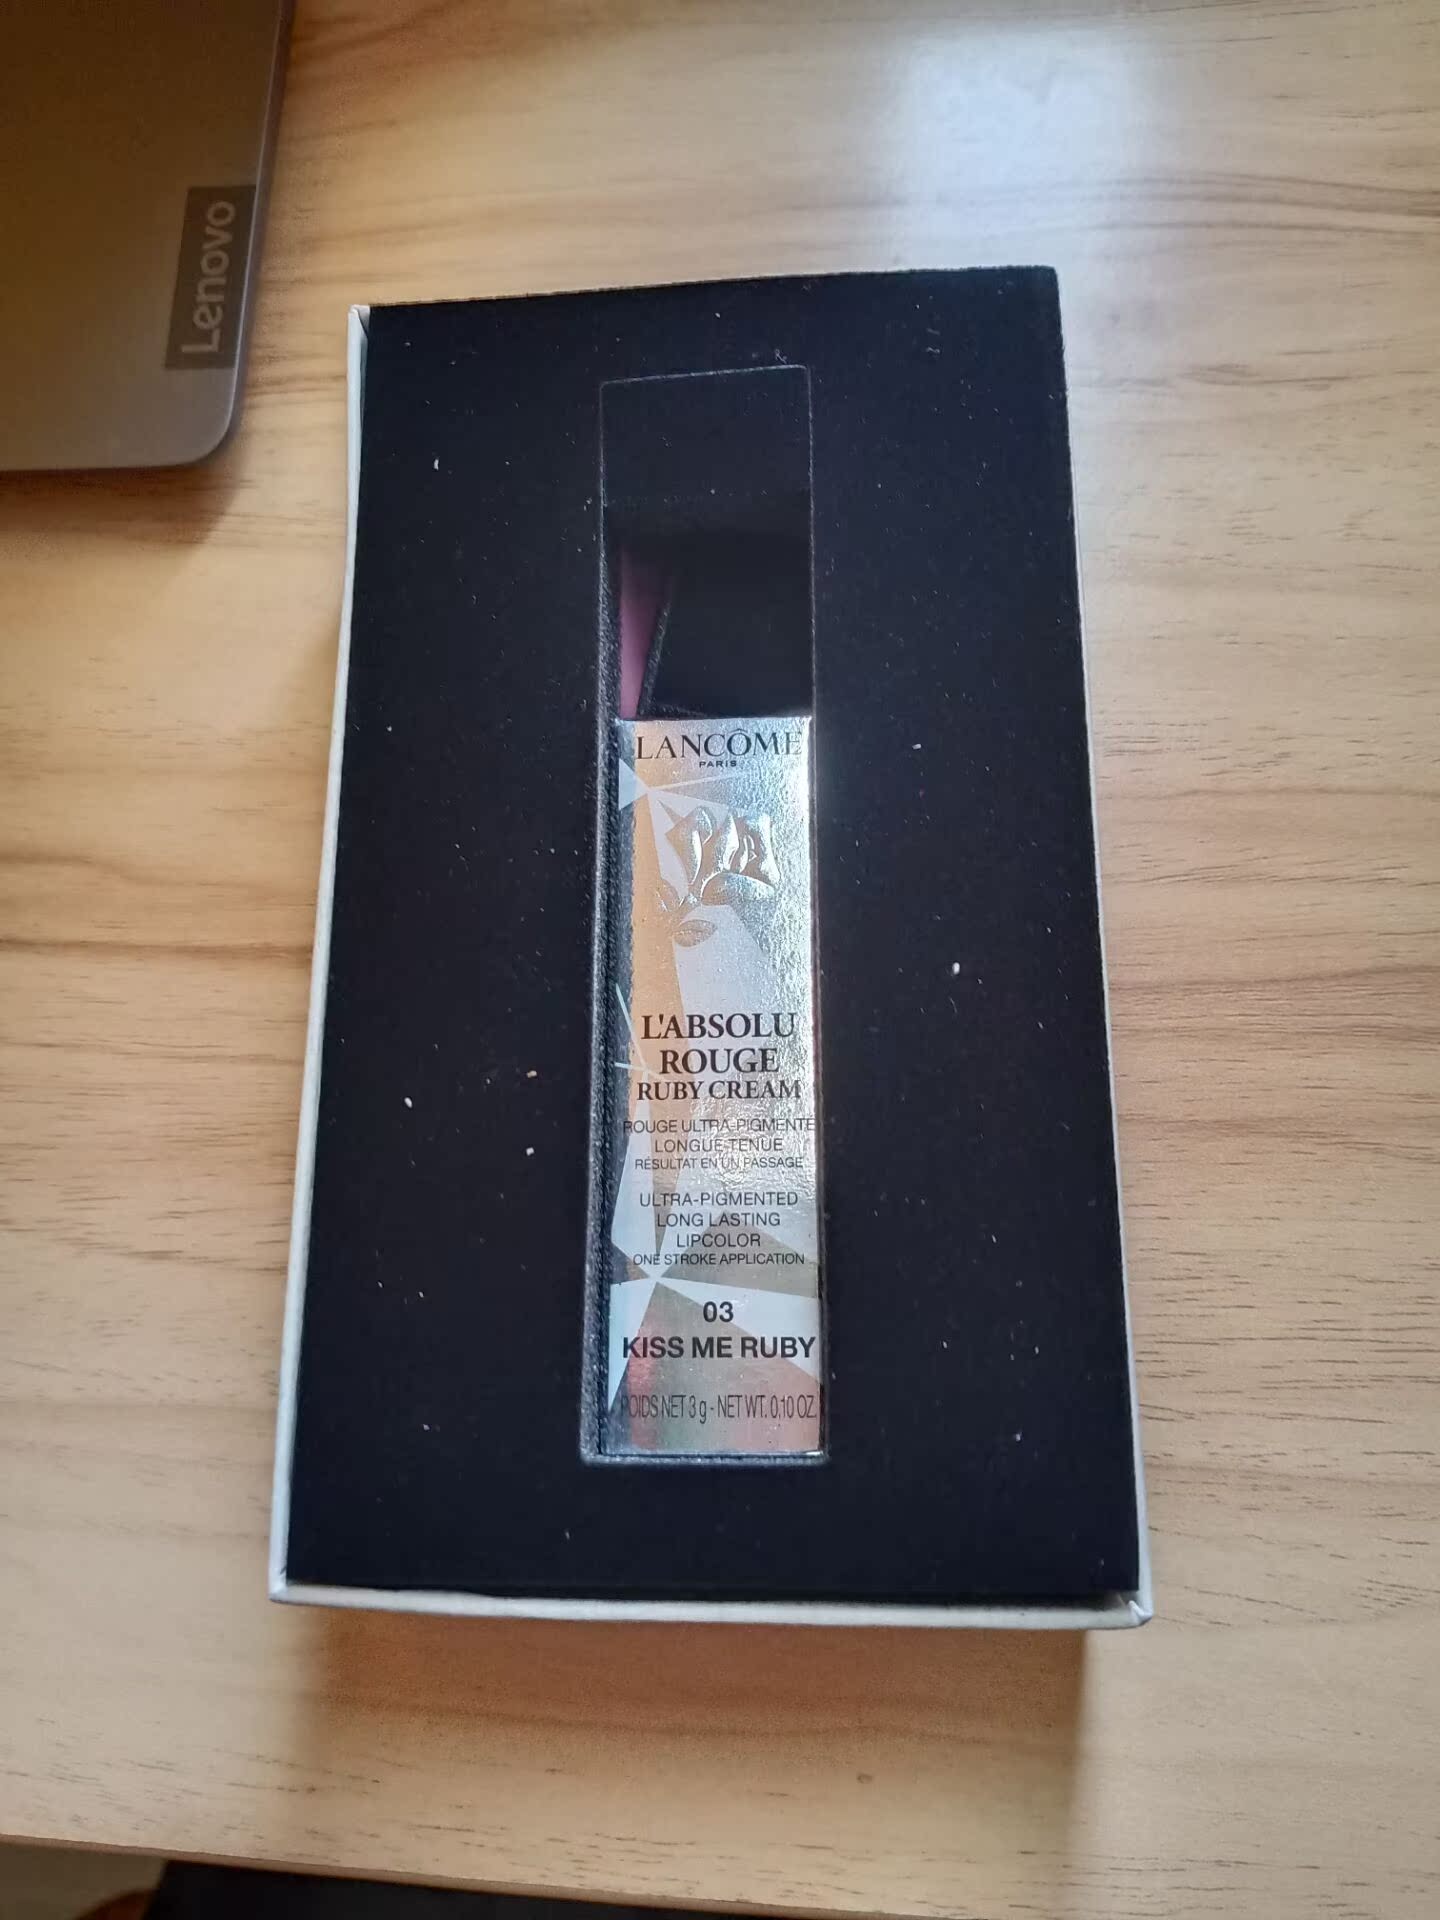 Lenovo
LANCÔME
PARIS
L'ABSOLU
ROUGE
RUBY CREAM
ROUGE ULTRA-PIGMENTÉ
LONGUE TENUE
RÉSULTAT EN UN PASSAGE
ULTRA-PIGMENTED
LONG LASTING
LIPCOLOR
ONE STROKE APPLICATION
03
KISS ME RUBY
POIDS NET 3 g - NET WT. 0,10 OZ.